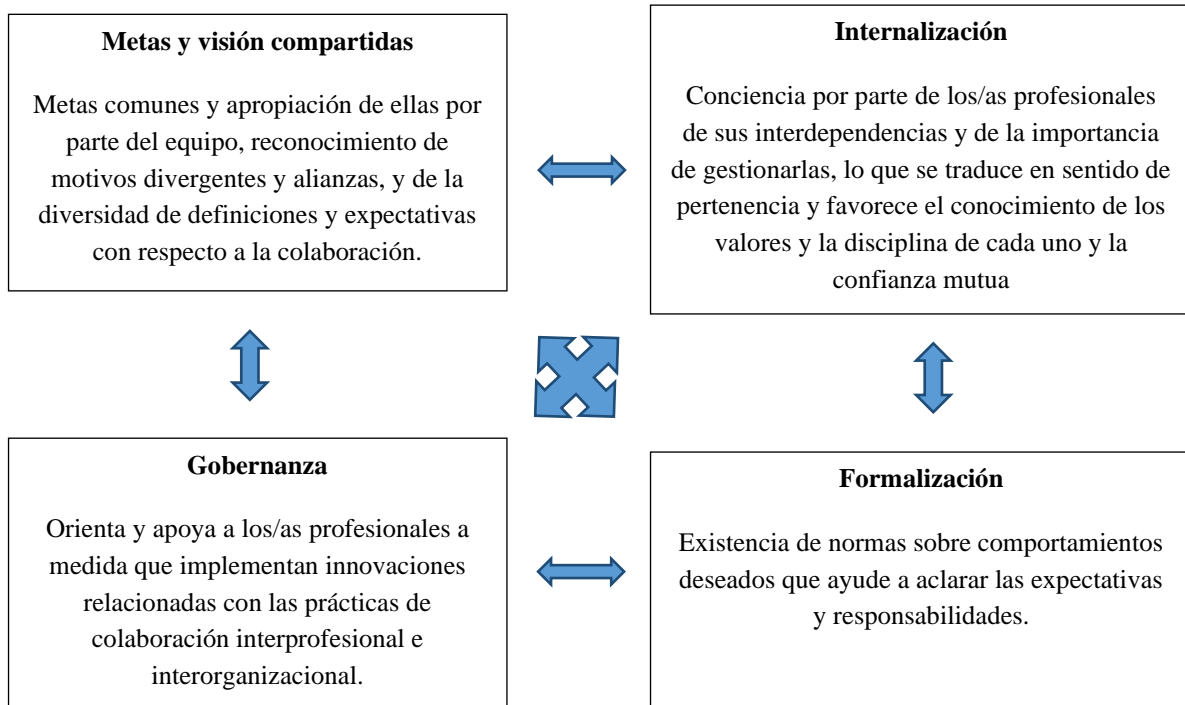 Metas y visión compartidas
Metas comunes y apropiación de ellas por
parte del equipo, reconocimiento de
motivos divergentes y alianzas, y de la
diversidad de definiciones y expectativas
con respecto a la colaboración.
Internalización
Conciencia por parte de los/as profesionales
de sus interdependencias y de la importancia
de gestionarlas, lo que se traduce en sentido de
pertenencia y favorece el conocimiento de los
valores y la disciplina de cada uno y la
confianza mutua
Gobernanza
Orienta y apoya a los/as profesionales a
medida que implementan innovaciones
relacionadas con las prácticas de
colaboración interprofesional e
interorganizacional.
Formalización
Existencia de normas sobre comportamientos
deseados que ayude a aclarar las expectativas
y responsabilidades.